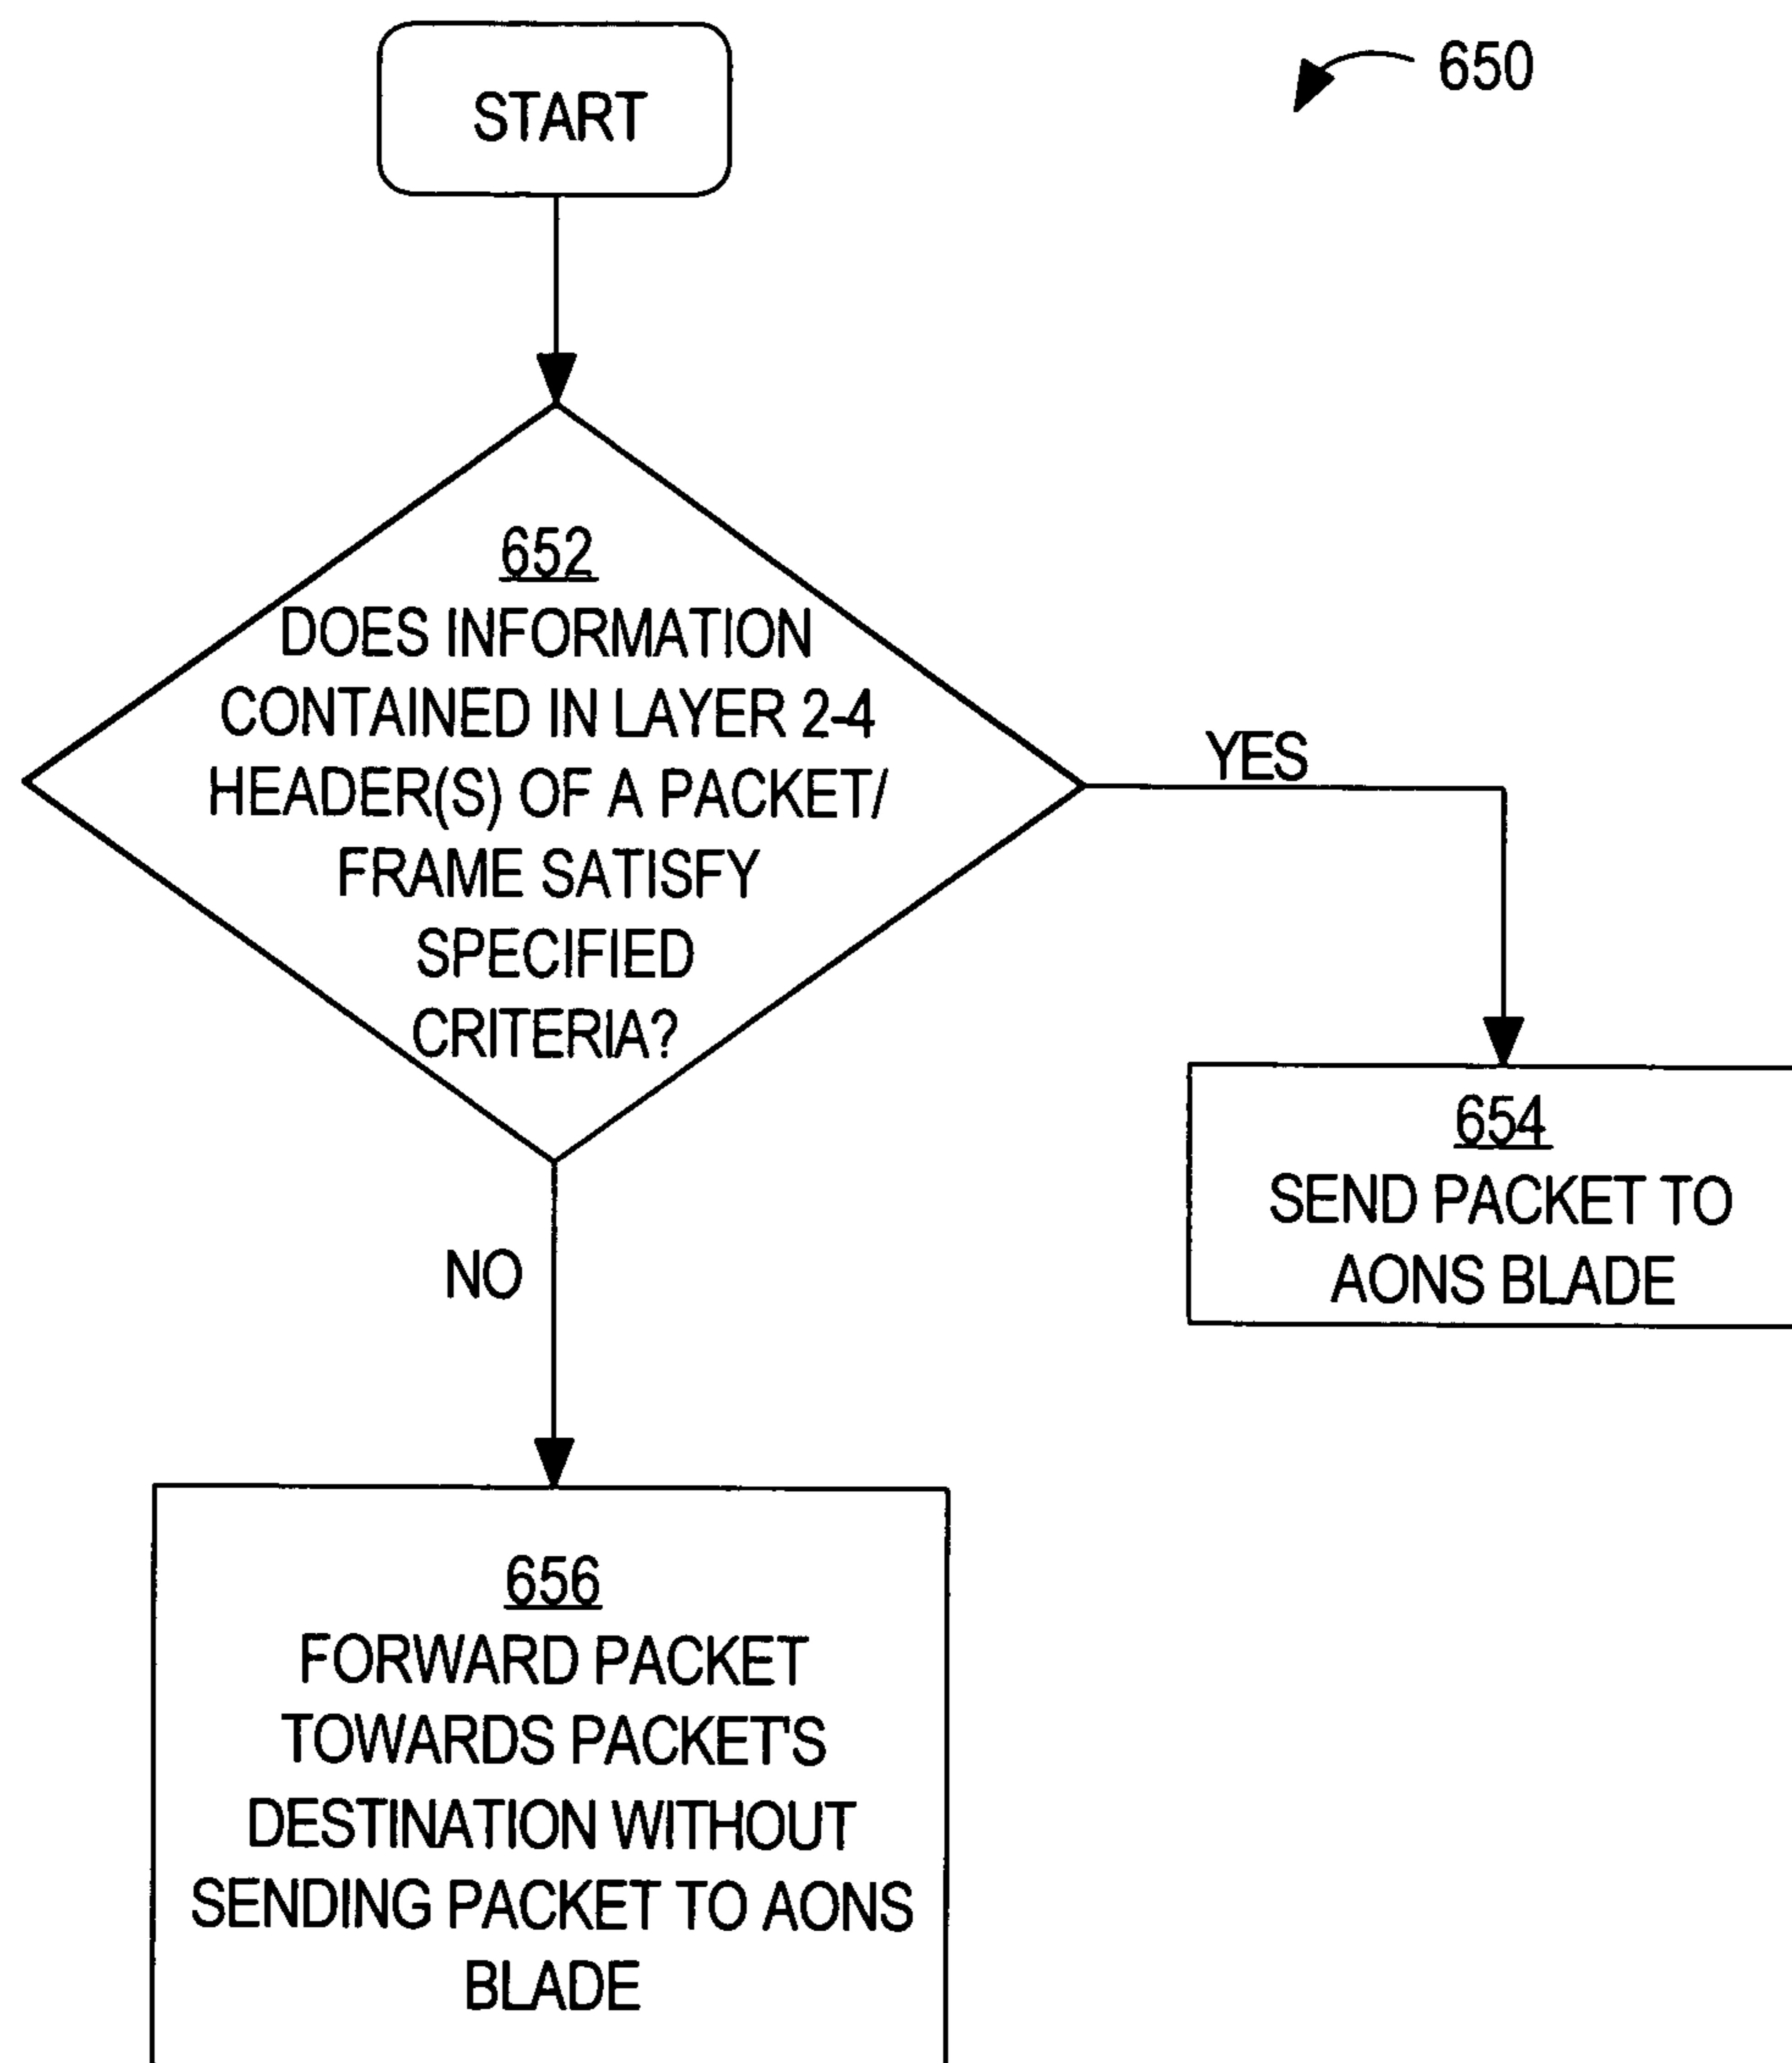 START
650
652
DOES INFORMATION
CONTAINED IN LAYER 2-4
HEADER(S) OF A PACKET/
FRAME SATISFY
SPECIFIED
CRITERIA?
YES
654
SEND PACKET TO
AONS BLADE
NO
656
FORWARD PACKET
TOWARDS PACKET'S
DESTINATION WITHOUT
SENDING PACKET TO AONS
BLADE